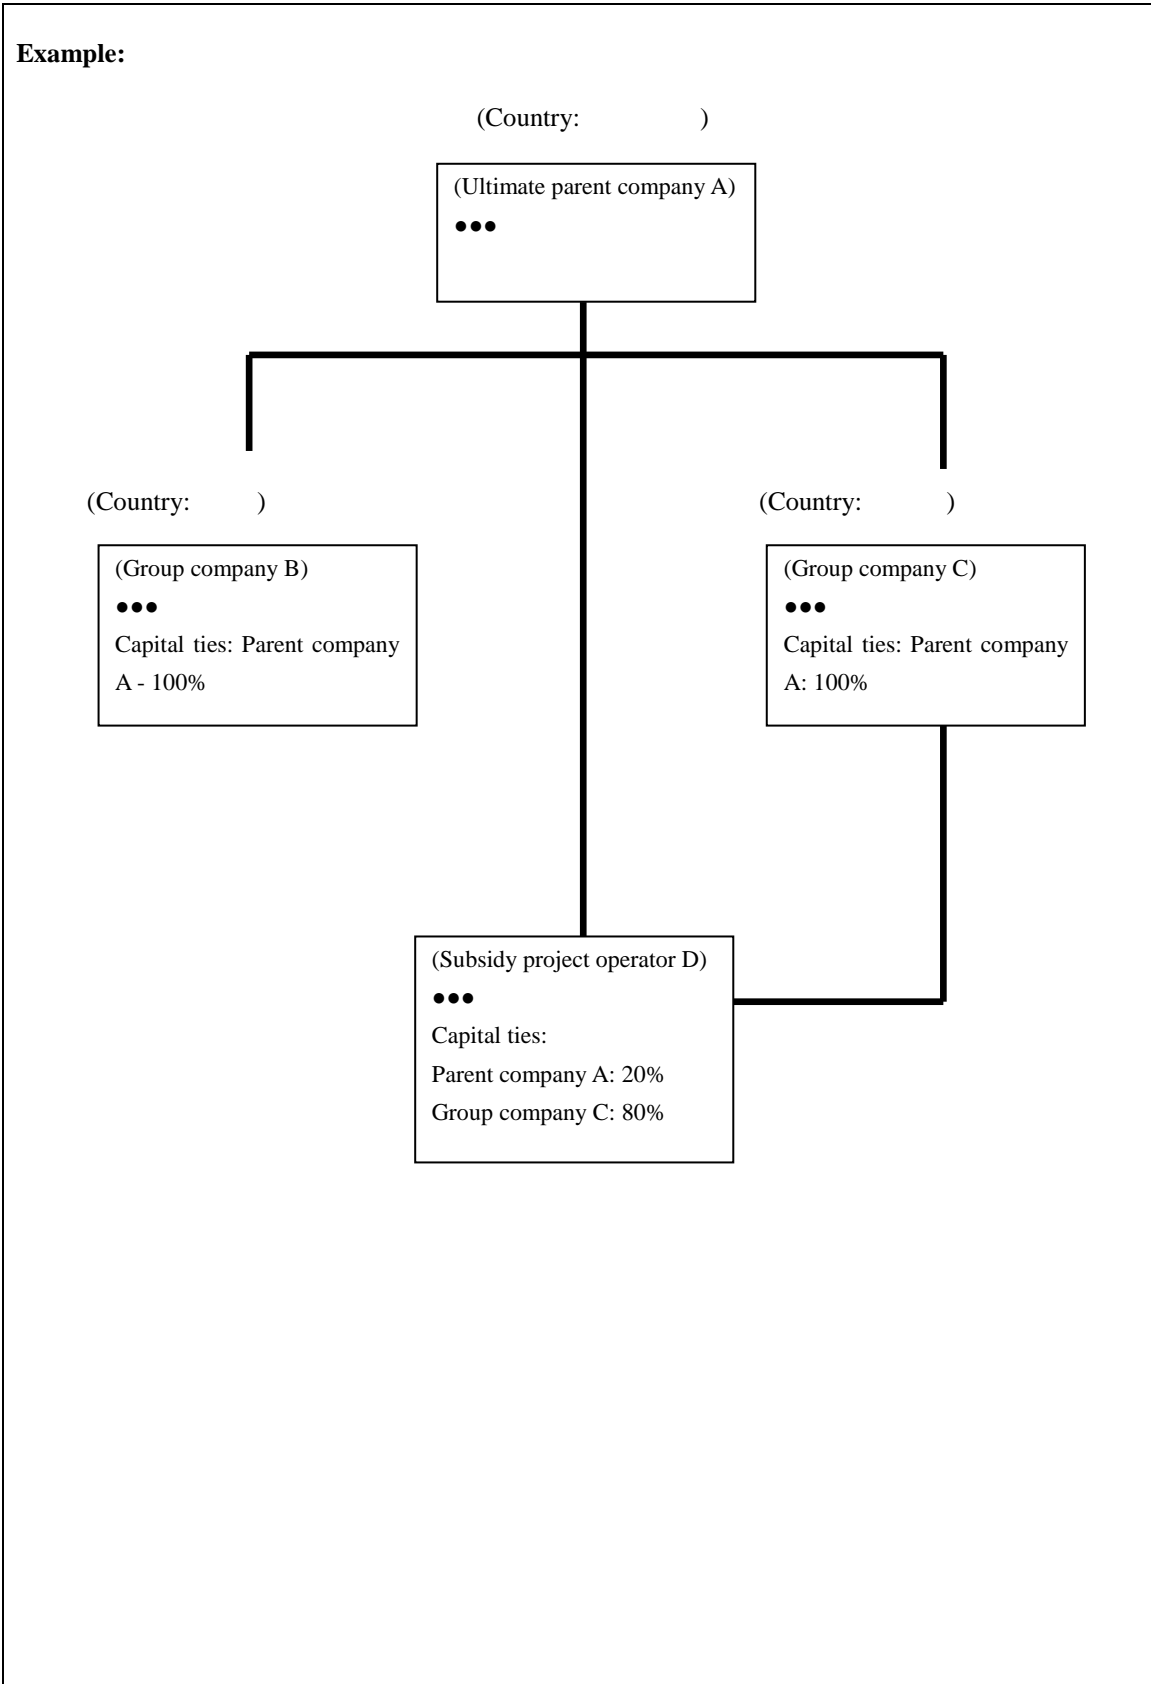 Example:
(Country: )
(Ultimate parent company A)
●●●
(Country: )
(Country: )
(Group company B)
●●●
Capital ties: Parent company
A - 100%
(Group company C)
●●●
Capital ties: Parent company
A: 100%
(Subsidy project operator D)
●●●
Capital ties:
Parent company A: 20%
Group company C: 80%